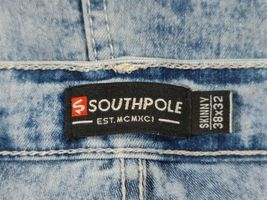 SOUTHPOLE
EST. MCMXCI
SKINNY
38x32